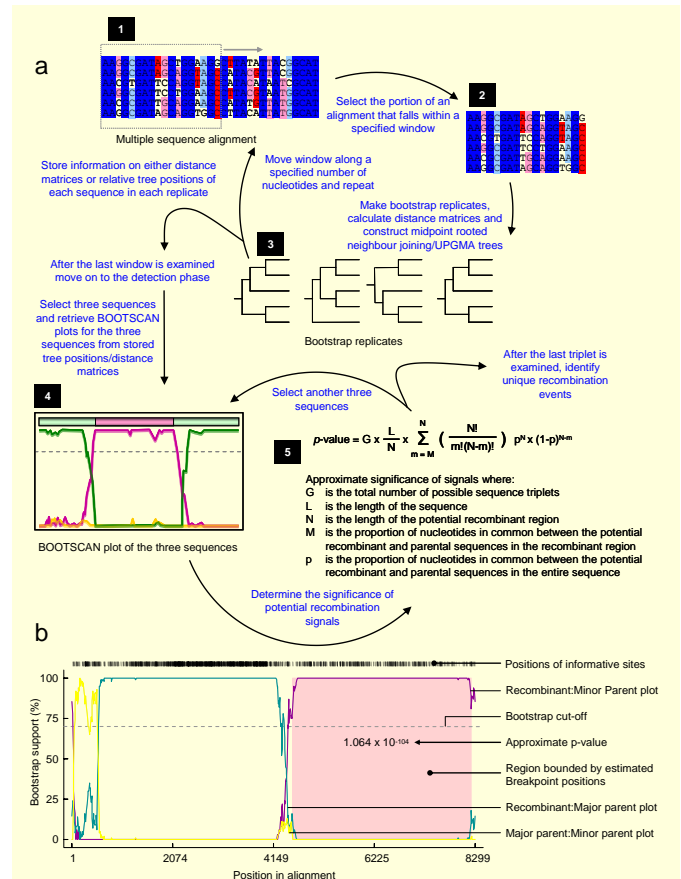 1
a
Multiple sequence alignment
Select the portion of an
alignment that falls within a
specified window
2
Store information on either distance
matrices or relative tree positions
of each sequence in each replicate
Move window along a
specified number of
nucleotides and repeat
Make bootstrap replicates,
calculate distance matrices and
construct midpoint rooted
neighbour joining/UPGMA trees
3
After the last window is examined
move on to the detection phase
Bootstrap replicates
Select three sequences
and retrieve BOOTSCAN
plots for the three
sequences from stored
tree positions/distance
matrices
After the last triplet is
examined, identify
unique recombination
events
Select another three
sequences
4
BOOTSCAN plot of the three sequences
5
p-value = G x L/N x N Σ m = M ( N! / m!(N-m)! ) pᴺ x (1-p)ᴺ⁻ᵐ
Approximate significance of signals where:
G is the total number of possible sequence triplets
L is the length of the sequence
N is the length of the potential recombinant region
M is the proportion of nucleotides in common between the potential
recombinant and parental sequences in the recombinant region
p is the proportion of nucleotides in common between the potential
recombinant and parental sequences in the entire sequence
Determine the significance of
potential recombination
signals
b
Positions of informative sites
Recombinant:Minor Parent plot
Bootstrap cut-off
Approximate p-value
Region bounded by estimated
Breakpoint positions
Recombinant:Major parent plot
Major parent:Minor parent plot
1.064 x 10⁻¹⁰⁴
Bootstrap support (%)
100
75
50
25
0
1 2074 4149 6225 8299
Position in alignment